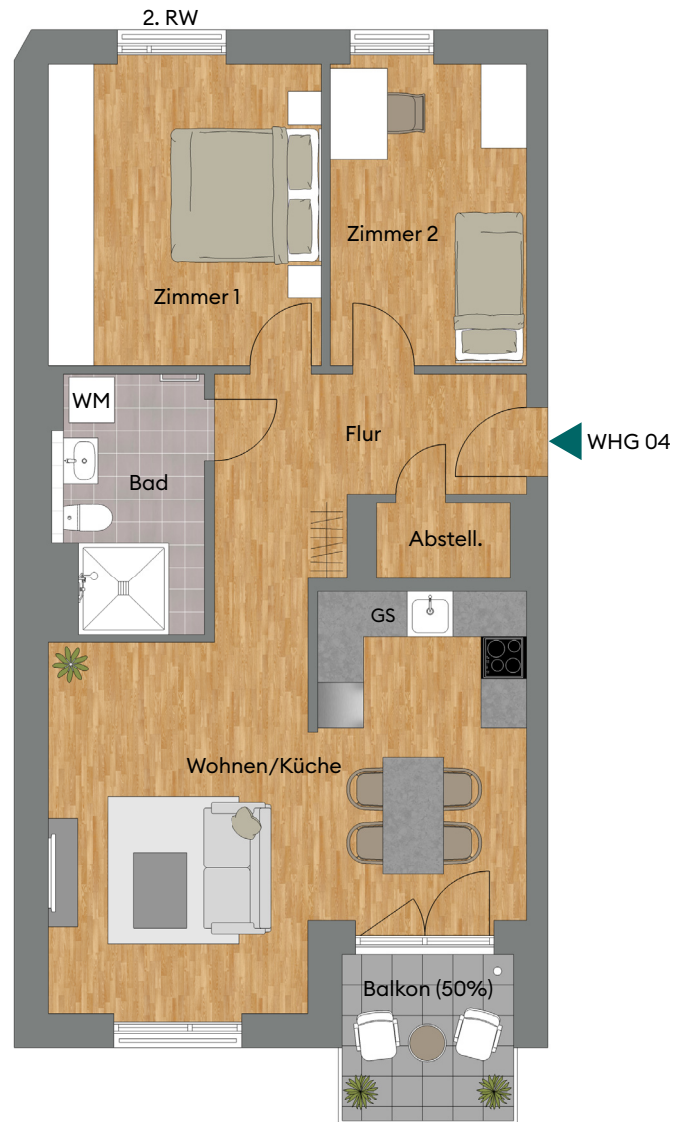 2. RW
Zimmer 2
Zimmer 1
WM
Flur
WHG 04
Bad
Abstell.
GS
Wohnen/Küche
Balkon (50%)